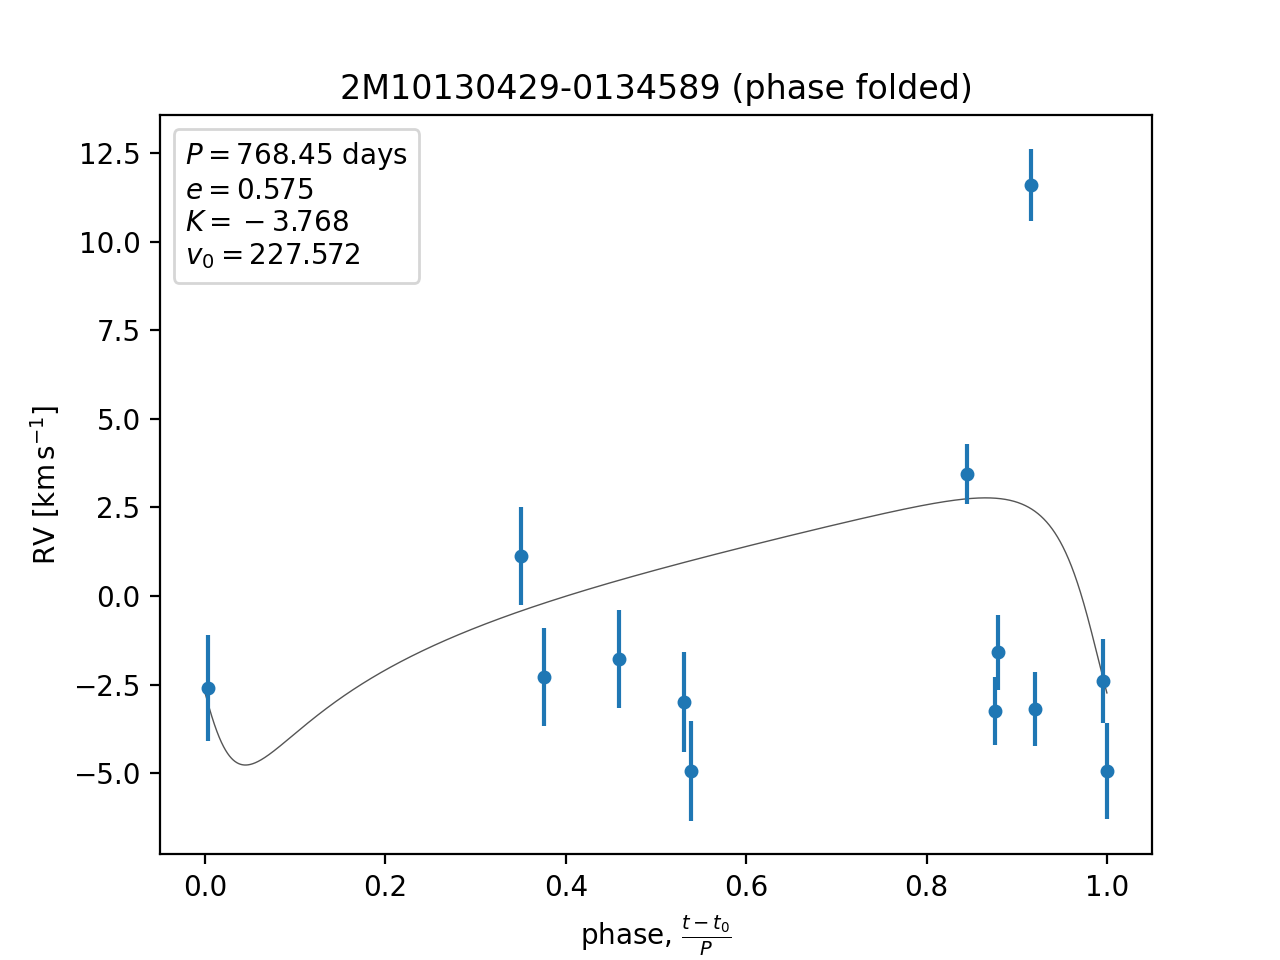 2M10130429-0134589 (phase folded)
P = 768.45 days
e = 0.575
K = − 3.768
v₀ = 227.572
12.5
10.0
7.5
5.0
2.5
0.0
−2.5
−5.0
RV [km s⁻¹]
0.0 0.2 0.4 0.6 0.8 1.0
phase, (t − t₀)/P